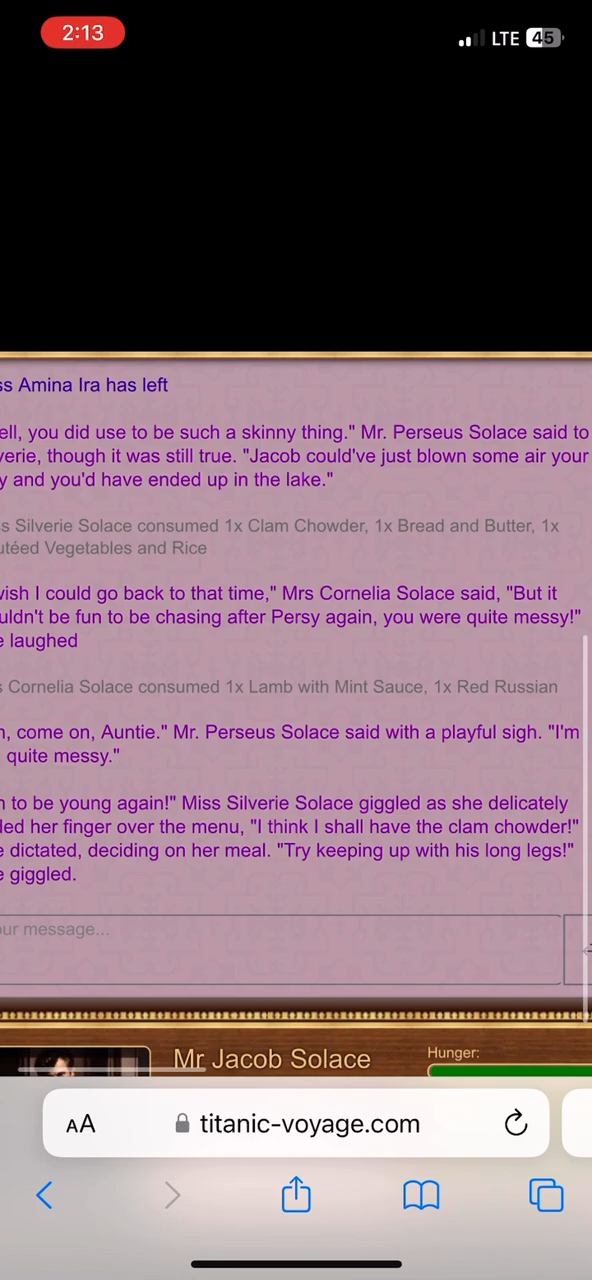 2:13
LTE 45
ss Amina Ira has left
ell, you did use to be such a skinny thing." Mr. Perseus Solace said to
verie, though it was still true. "Jacob could've just blown some air your
y and you'd have ended up in the lake."
s Silverie Solace consumed 1x Clam Chowder, 1x Bread and Butter, 1x
utéed Vegetables and Rice
vish I could go back to that time," Mrs Cornelia Solace said, "But it
uldn't be fun to be chasing after Persy again, you were quite messy!"
e laughed
s Cornelia Solace consumed 1x Lamb with Mint Sauce, 1x Red Russian
n, come on, Auntie." Mr. Perseus Solace said with a playful sigh. "I'm
quite messy."
n to be young again!" Miss Silverie Solace giggled as she delicately
ded her finger over the menu, "I think I shall have the clam chowder!"
e dictated, deciding on her meal. "Try keeping up with his long legs!"
e giggled.
our message...
Mr Jacob Solace
Hunger:
AA
titanic-voyage.com